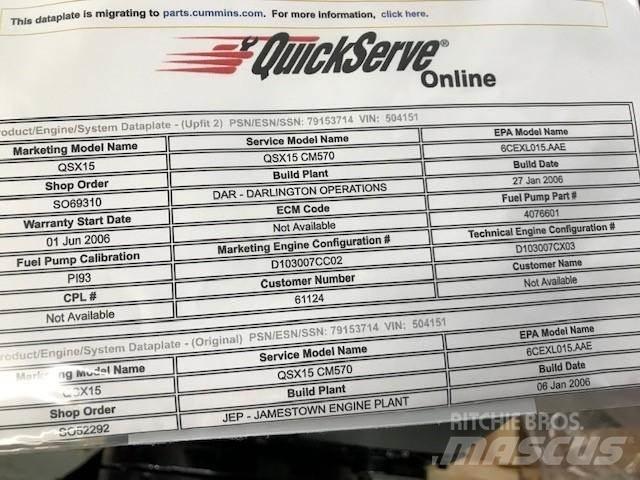 This dataplate is migrating to parts.cummins.com. For more information, click here.
QuickServe®
Online
roduct/Engine/System Dataplate - (Upfit 2) PSN/ESN/SSN: 79153714 VIN: 504151
Marketing Model Name Service Model Name EPA Model Name
QSX15 QSX15 CM570 6CEXL015.AAE
Shop Order Build Plant Build Date
SO69310 DAR - DARLINGTON OPERATIONS 27 Jan 2006
Warranty Start Date ECM Code Fuel Pump Part #
01 Jun 2006 Not Available 4076601
Fuel Pump Calibration Marketing Engine Configuration # Technical Engine Configuration #
PI93 D103007CC02 D103007CX03
CPL # Customer Number Customer Name
Not Available 61124 Not Available
roduct/Engine/System Dataplate - (Original) PSN/ESN/SSN: 79153714 VIN: 504151
Marketing Model Name Service Model Name EPA Model Name
QSX15 QSX15 CM570 6CEXL015.AAE
Shop Order Build Plant Build Date
SO52292 JEP - JAMESTOWN ENGINE PLANT 06 Jan 2006
RITCHIE BROS.
MASCUS